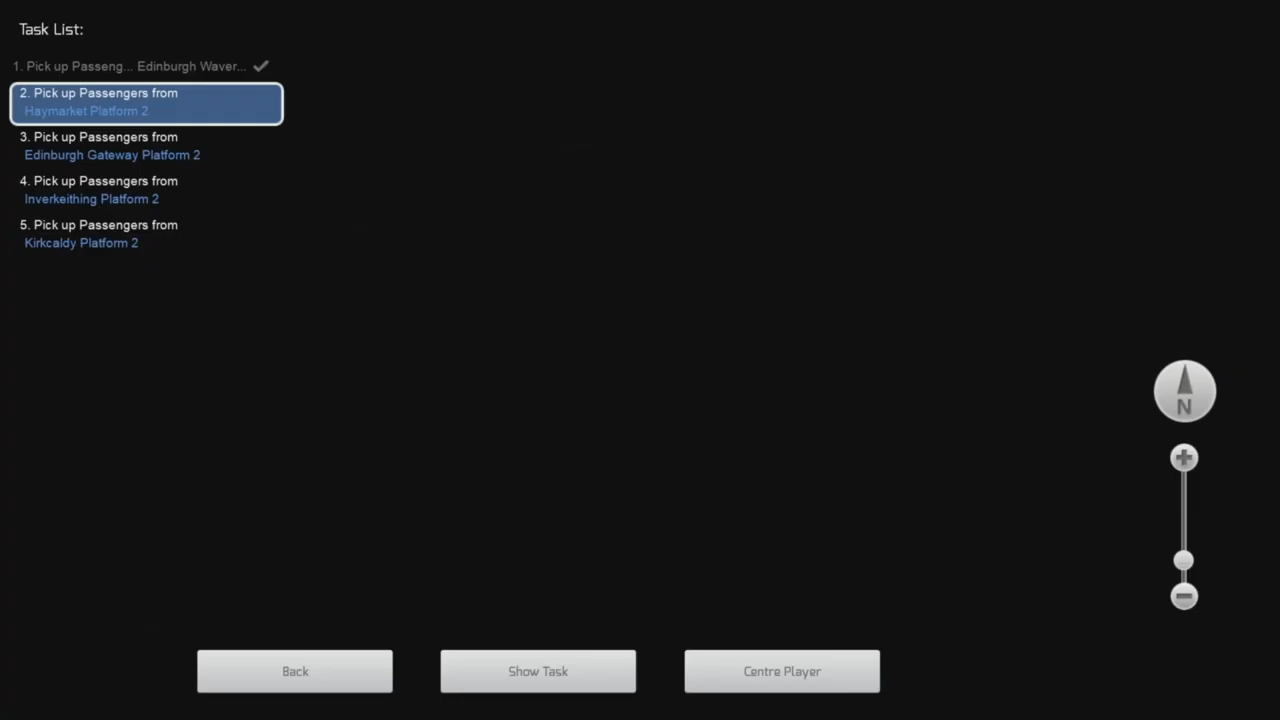 Task List:
1. Pick up Passeng... Edinburgh Waver...
2. Pick up Passengers from
Haymarket Platform 2
3. Pick up Passengers from
Edinburgh Gateway Platform 2
4. Pick up Passengers from
Inverkeithing Platform 2
5. Pick up Passengers from
Kirkcaldy Platform 2
N
Back
Show Task
Centre Player